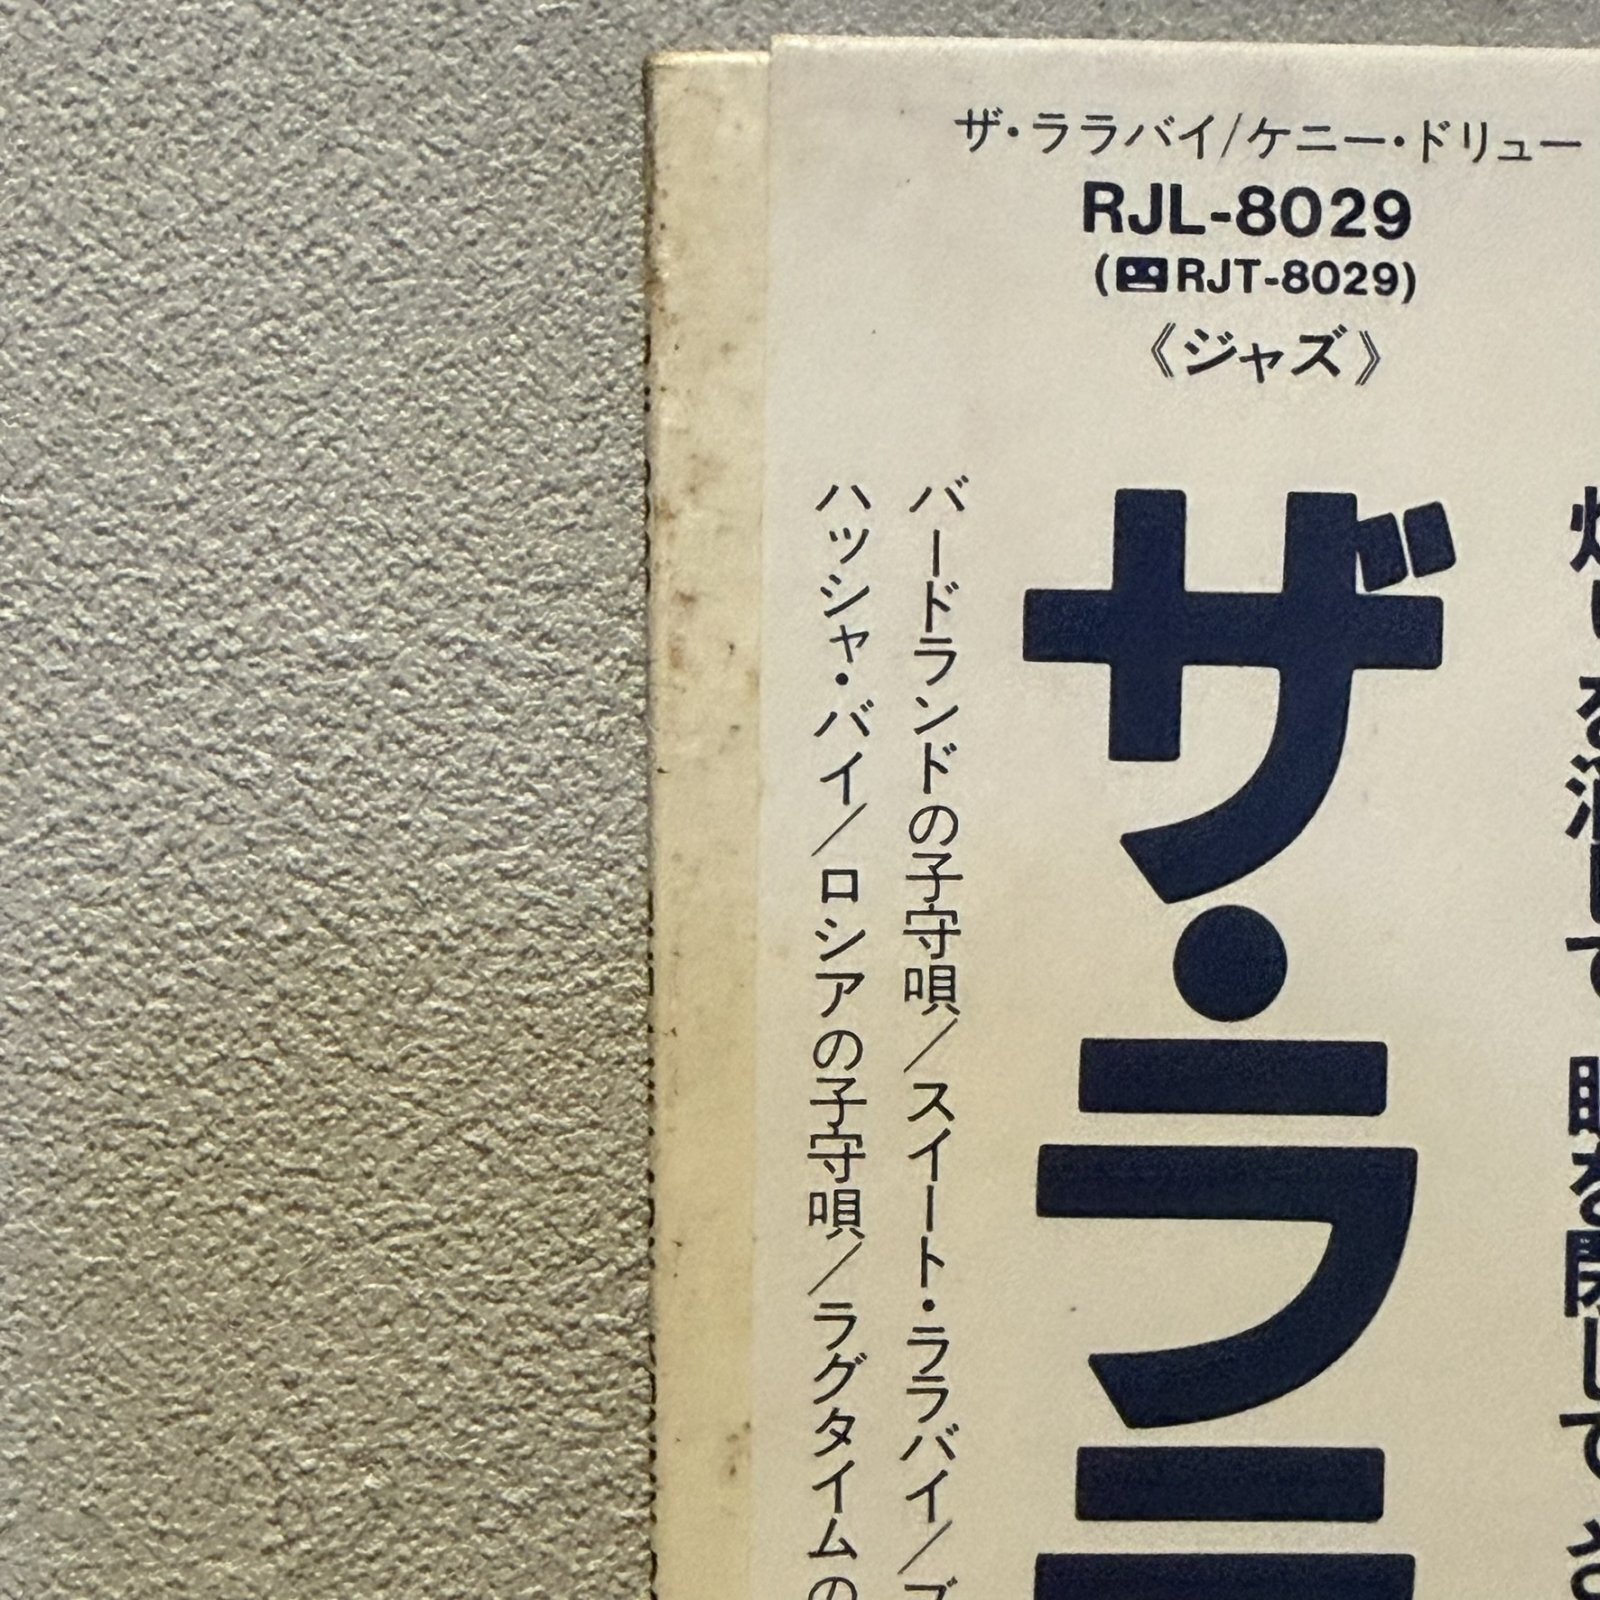 ザ・ララバイ/ケニー・ドリュー
RJL-8029
(RJT-8029)
《ジャズ》
ザ・ララ
バードランドの子守唄/スイート・ララバイ/ブ
ハッシャ・バイ/ロシアの子守唄/ラグタイムの